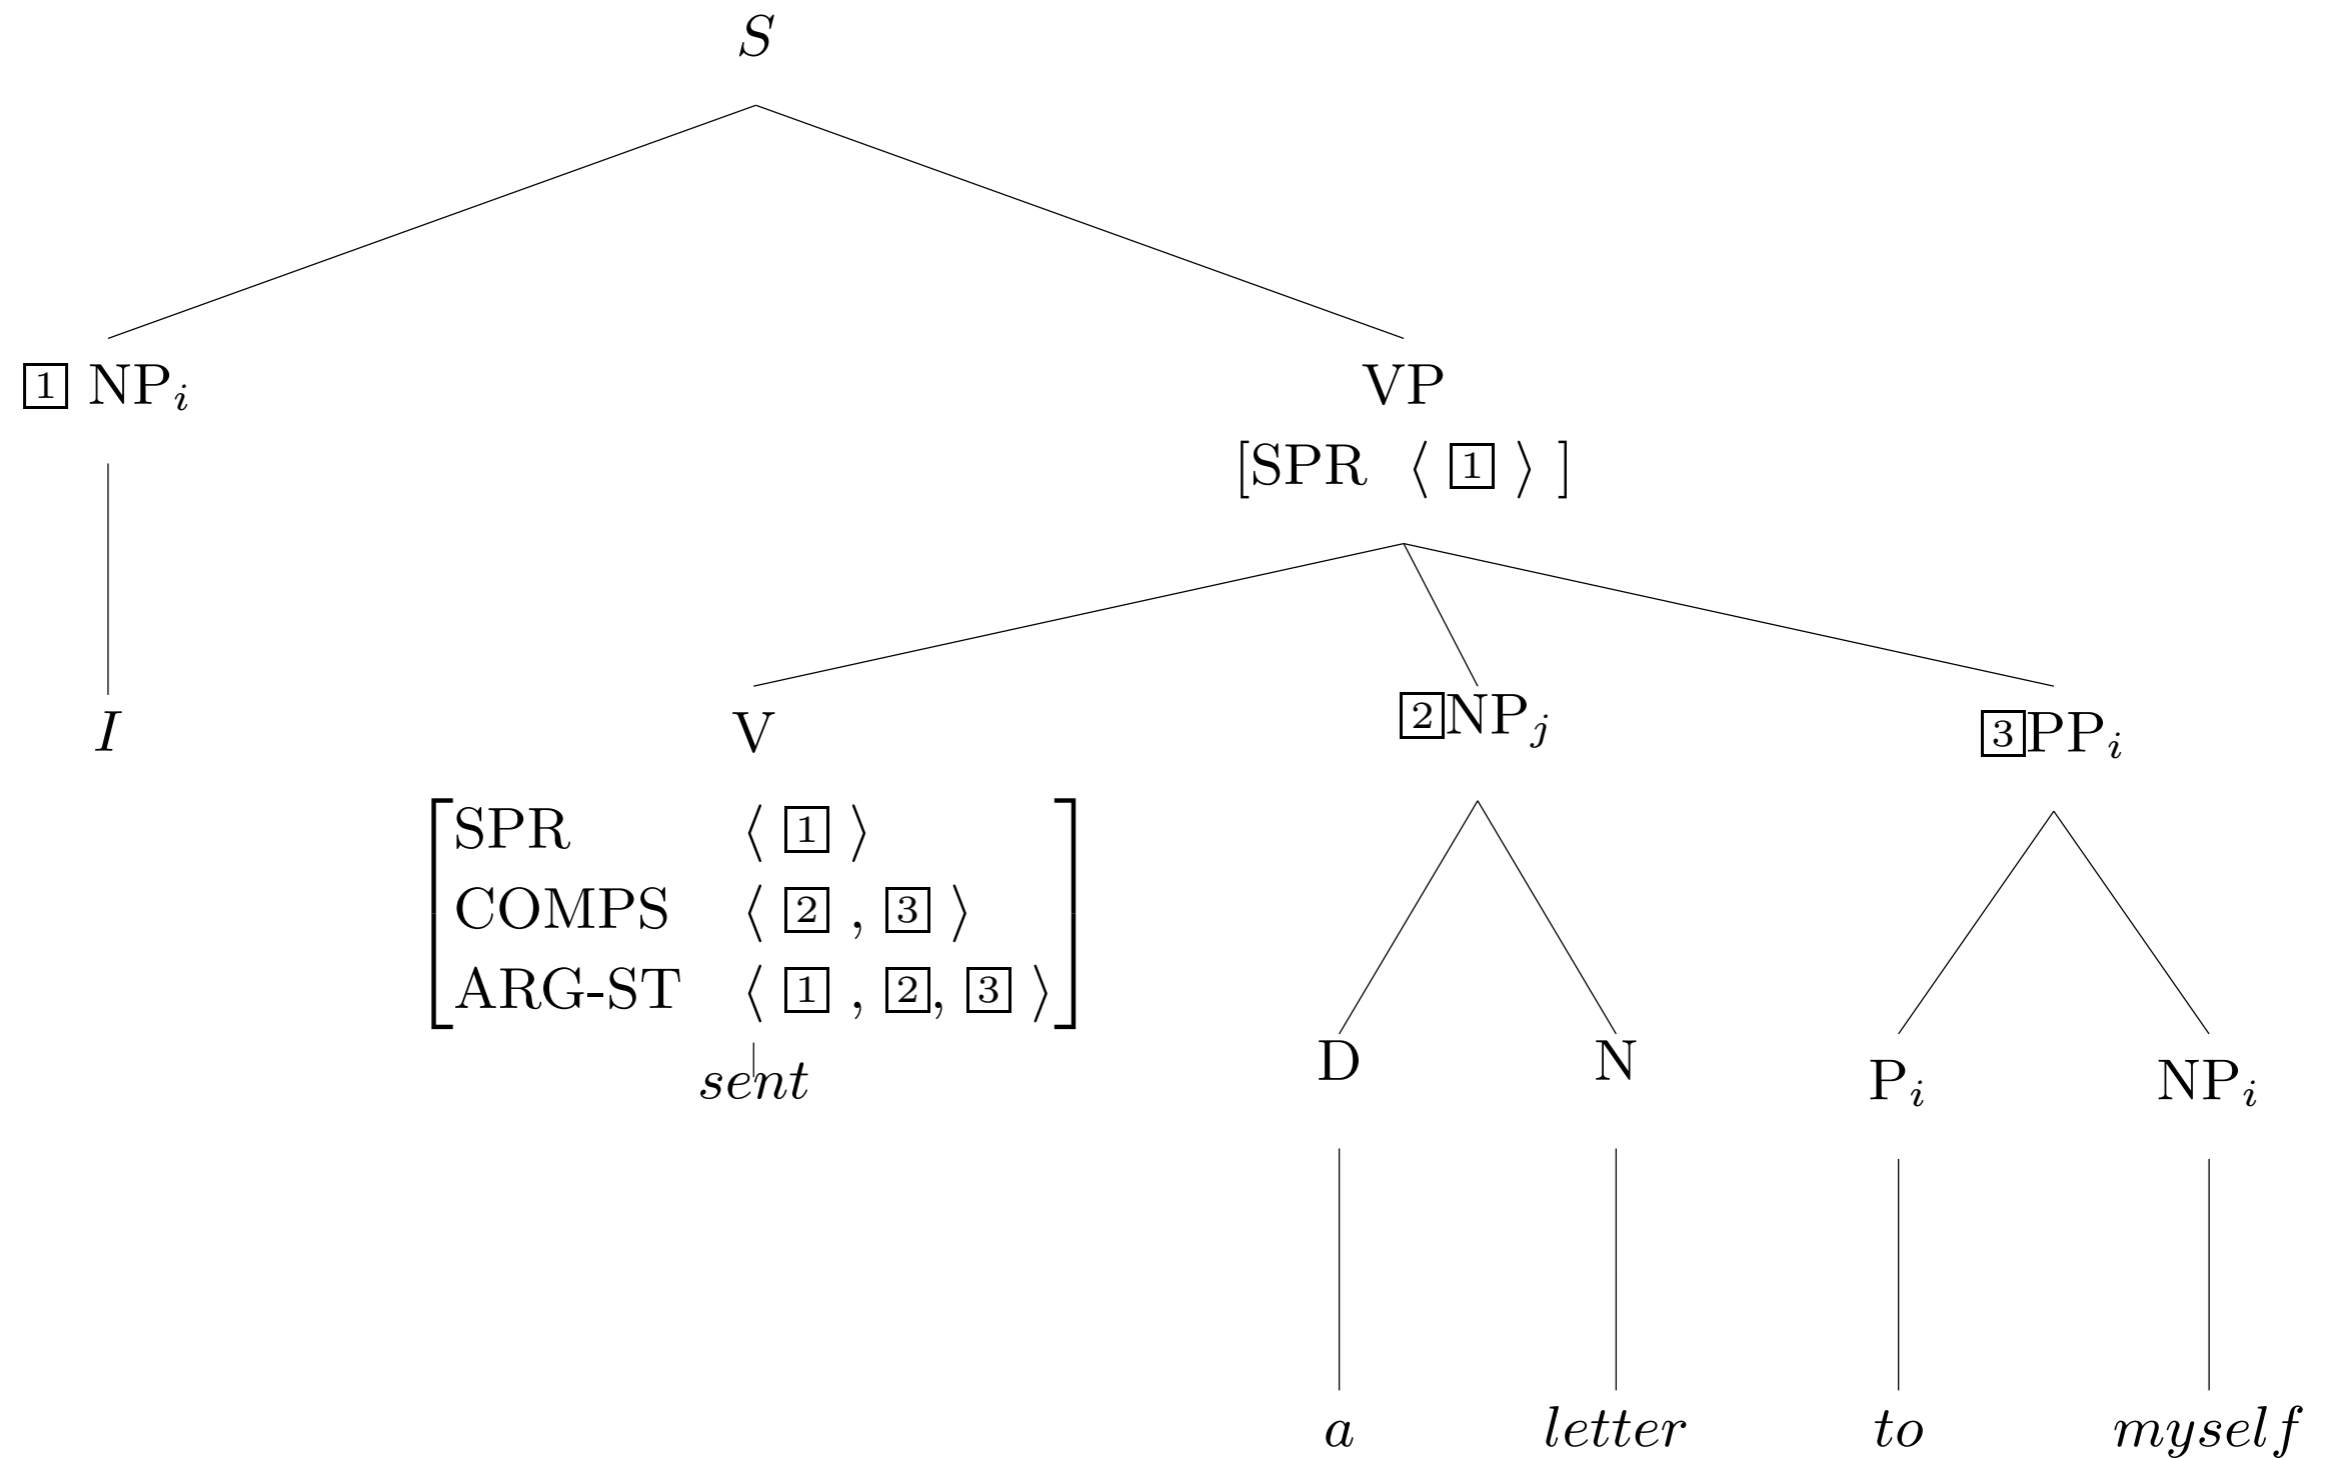 S
1 NP_i VP
[SPR ⟨ 1 ⟩ ]
I V 2NP_j 3PP_i
SPR ⟨ 1 ⟩
COMPS ⟨ 2 , 3 ⟩
ARG-ST ⟨ 1 , 2, 3 ⟩
sent D N P_i NP_i
a letter to myself